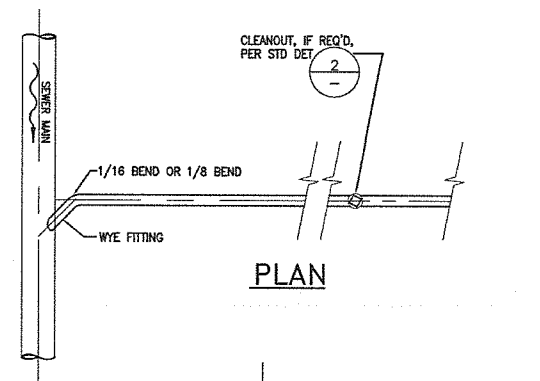 CLEANOUT, IF REQ'D,
PER STD DET
2
–
SEWER MAIN
1/16 BEND OR 1/8 BEND
WYE FITTING
PLAN